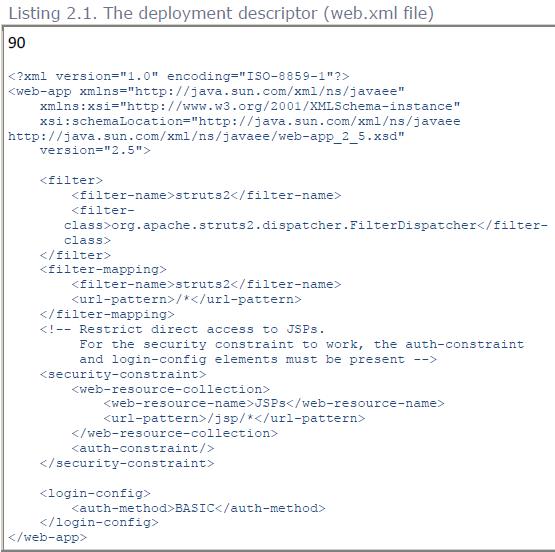 Listing 2.1. The deployment descriptor (web.xml file)
90
<?xml version="1.0" encoding="ISO-8859-1"?>
<web-app xmlns="http://java.sun.com/xml/ns/javaee"
    xmlns:xsi="http://www.w3.org/2001/XMLSchema-instance"
    xsi:schemaLocation="http://java.sun.com/xml/ns/javaee
http://java.sun.com/xml/ns/javaee/web-app_2_5.xsd"
    version="2.5">
    <filter>
        <filter-name>struts2</filter-name>
        <filter-
       class>org.apache.struts2.dispatcher.FilterDispatcher</filter-
       class>
    </filter>
    <filter-mapping>
        <filter-name>struts2</filter-name>
        <url-pattern>/*</url-pattern>
    </filter-mapping>
    <!-- Restrict direct access to JSPs.
         For the security constraint to work, the auth-constraint
         and login-config elements must be present -->
    <security-constraint>
        <web-resource-collection>
            <web-resource-name>JSPs</web-resource-name>
            <url-pattern>/jsp/*</url-pattern>
        </web-resource-collection>
        <auth-constraint/>
    </security-constraint>
    <login-config>
        <auth-method>BASIC</auth-method>
    </login-config>
</web-app>